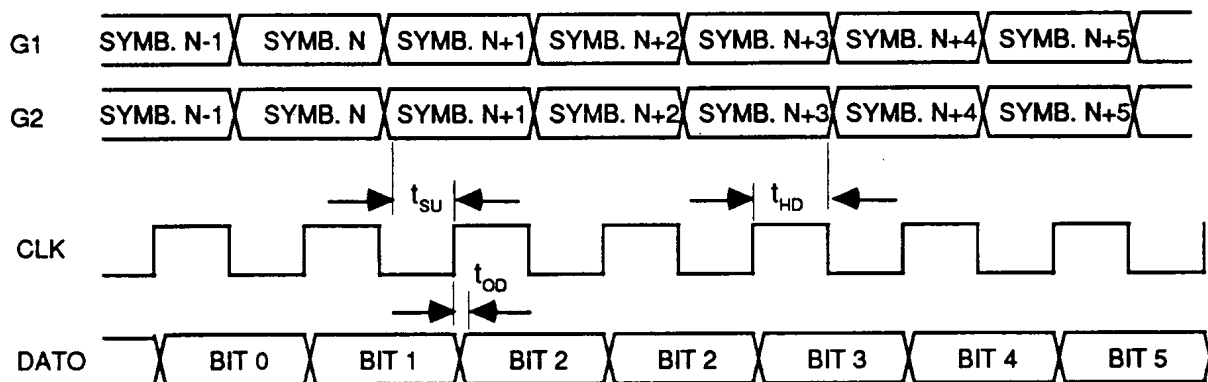 G1 SYMB. N-1 SYMB. N SYMB. N+1 SYMB. N+2 SYMB. N+3 SYMB. N+4 SYMB. N+5
G2 SYMB. N-1 SYMB. N SYMB. N+1 SYMB. N+2 SYMB. N+3 SYMB. N+4 SYMB. N+5
tSU tHD
CLK
tOD
DATO BIT 0 BIT 1 BIT 2 BIT 2 BIT 3 BIT 4 BIT 5